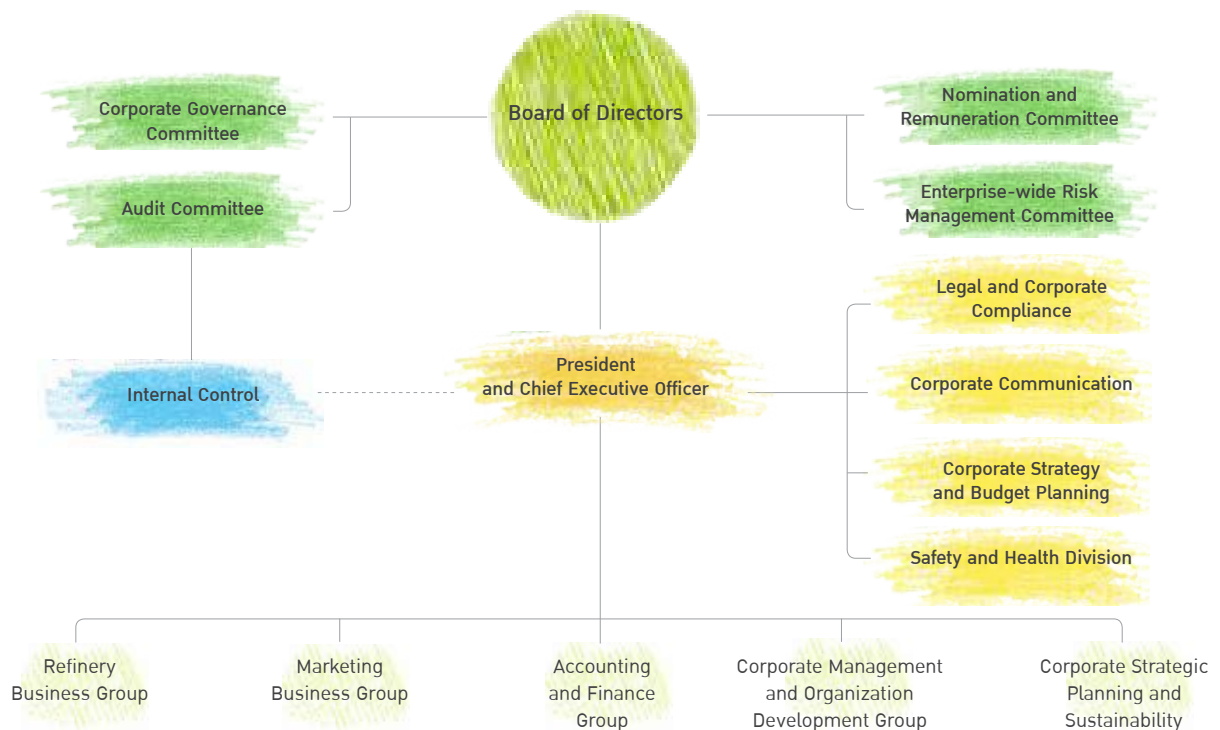 Board of Directors
Corporate Governance
Committee
Audit Committee
Nomination and
Remuneration Committee
Enterprise-wide Risk
Management Committee
Legal and Corporate
Compliance
President
and Chief Executive Officer
Internal Control
Corporate Communication
Corporate Strategy
and Budget Planning
Safety and Health Division
Refinery
Business Group
Marketing
Business Group
Accounting
and Finance
Group
Corporate Management
and Organization
Development Group
Corporate Strategic
Planning and
Sustainability